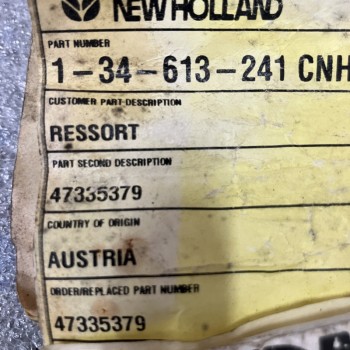 NEW HOLLAND
PART NUMBER
1-34-613-241 CNH
CUSTOMER PART DESCRIPTION
RESSORT
PART SECOND DESCRIPTION
47335379
COUNTRY OF ORIGIN
AUSTRIA
ORDER/REPLACED PART NUMBER
47335379